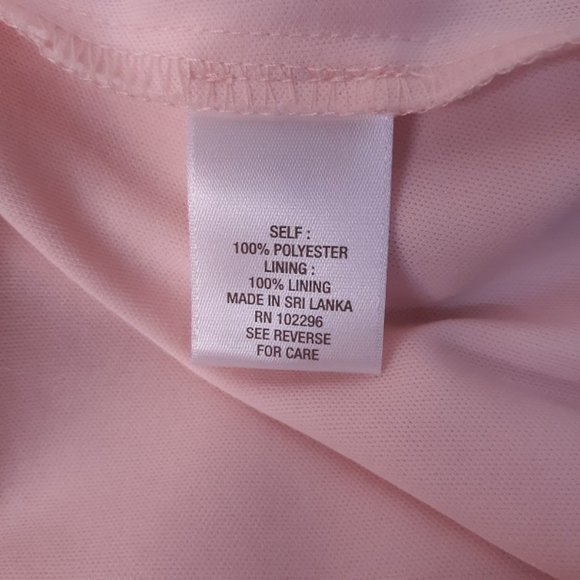 SELF :
100% POLYESTER
LINING :
100% LINING
MADE IN SRI LANKA
RN 102296
SEE REVERSE
FOR CARE